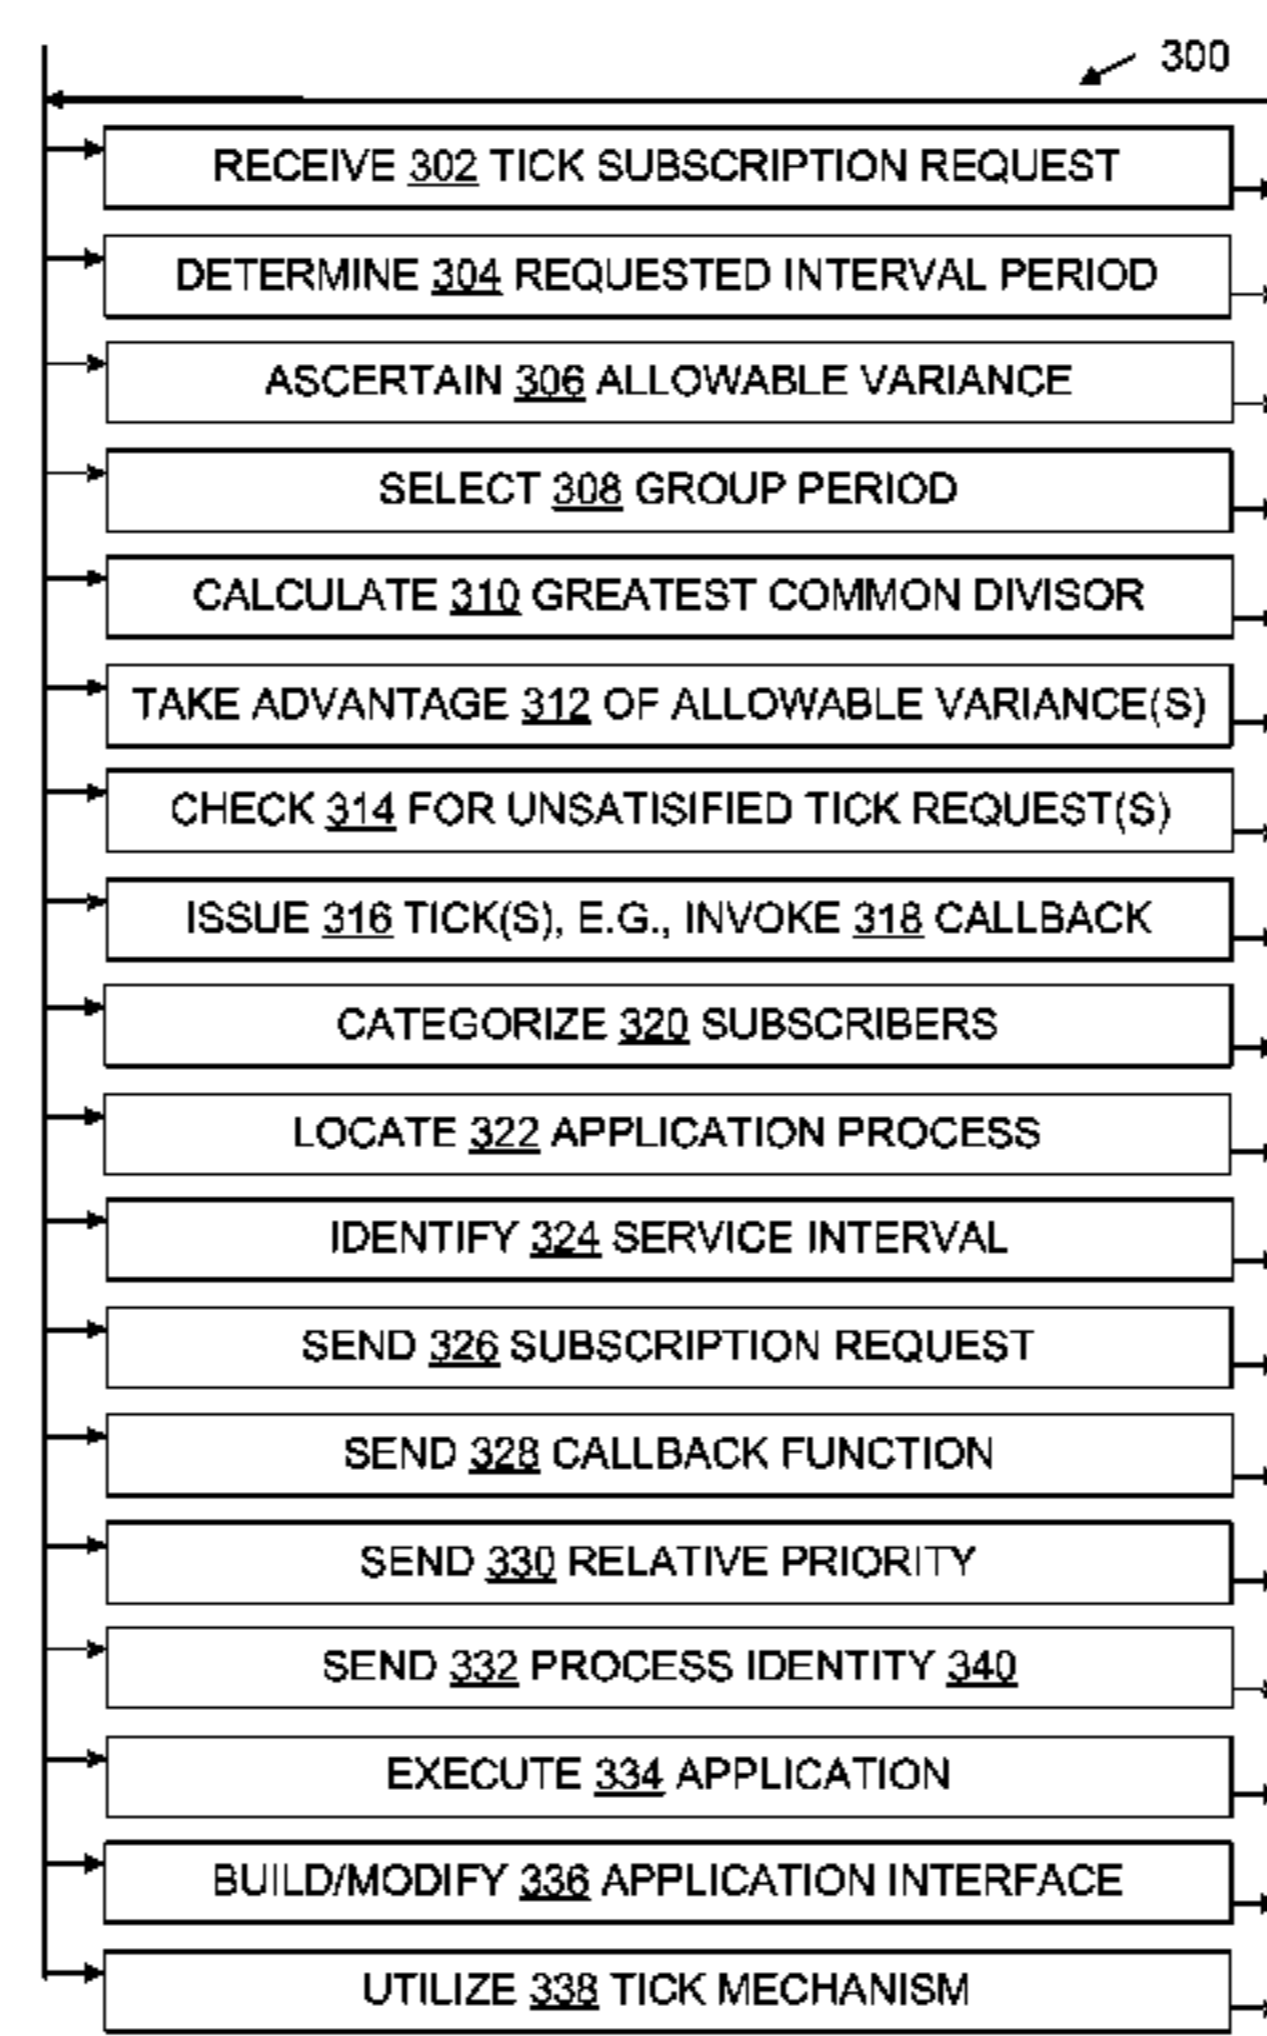 300
RECEIVE 302 TICK SUBSCRIPTION REQUEST
DETERMINE 304 REQUESTED INTERVAL PERIOD
ASCERTAIN 306 ALLOWABLE VARIANCE
SELECT 308 GROUP PERIOD
CALCULATE 310 GREATEST COMMON DIVISOR
TAKE ADVANTAGE 312 OF ALLOWABLE VARIANCE(S)
CHECK 314 FOR UNSATISIFIED TICK REQUEST(S)
ISSUE 316 TICK(S), E.G., INVOKE 318 CALLBACK
CATEGORIZE 320 SUBSCRIBERS
LOCATE 322 APPLICATION PROCESS
IDENTIFY 324 SERVICE INTERVAL
SEND 326 SUBSCRIPTION REQUEST
SEND 328 CALLBACK FUNCTION
SEND 330 RELATIVE PRIORITY
SEND 332 PROCESS IDENTITY 340
EXECUTE 334 APPLICATION
BUILD/MODIFY 336 APPLICATION INTERFACE
UTILIZE 338 TICK MECHANISM